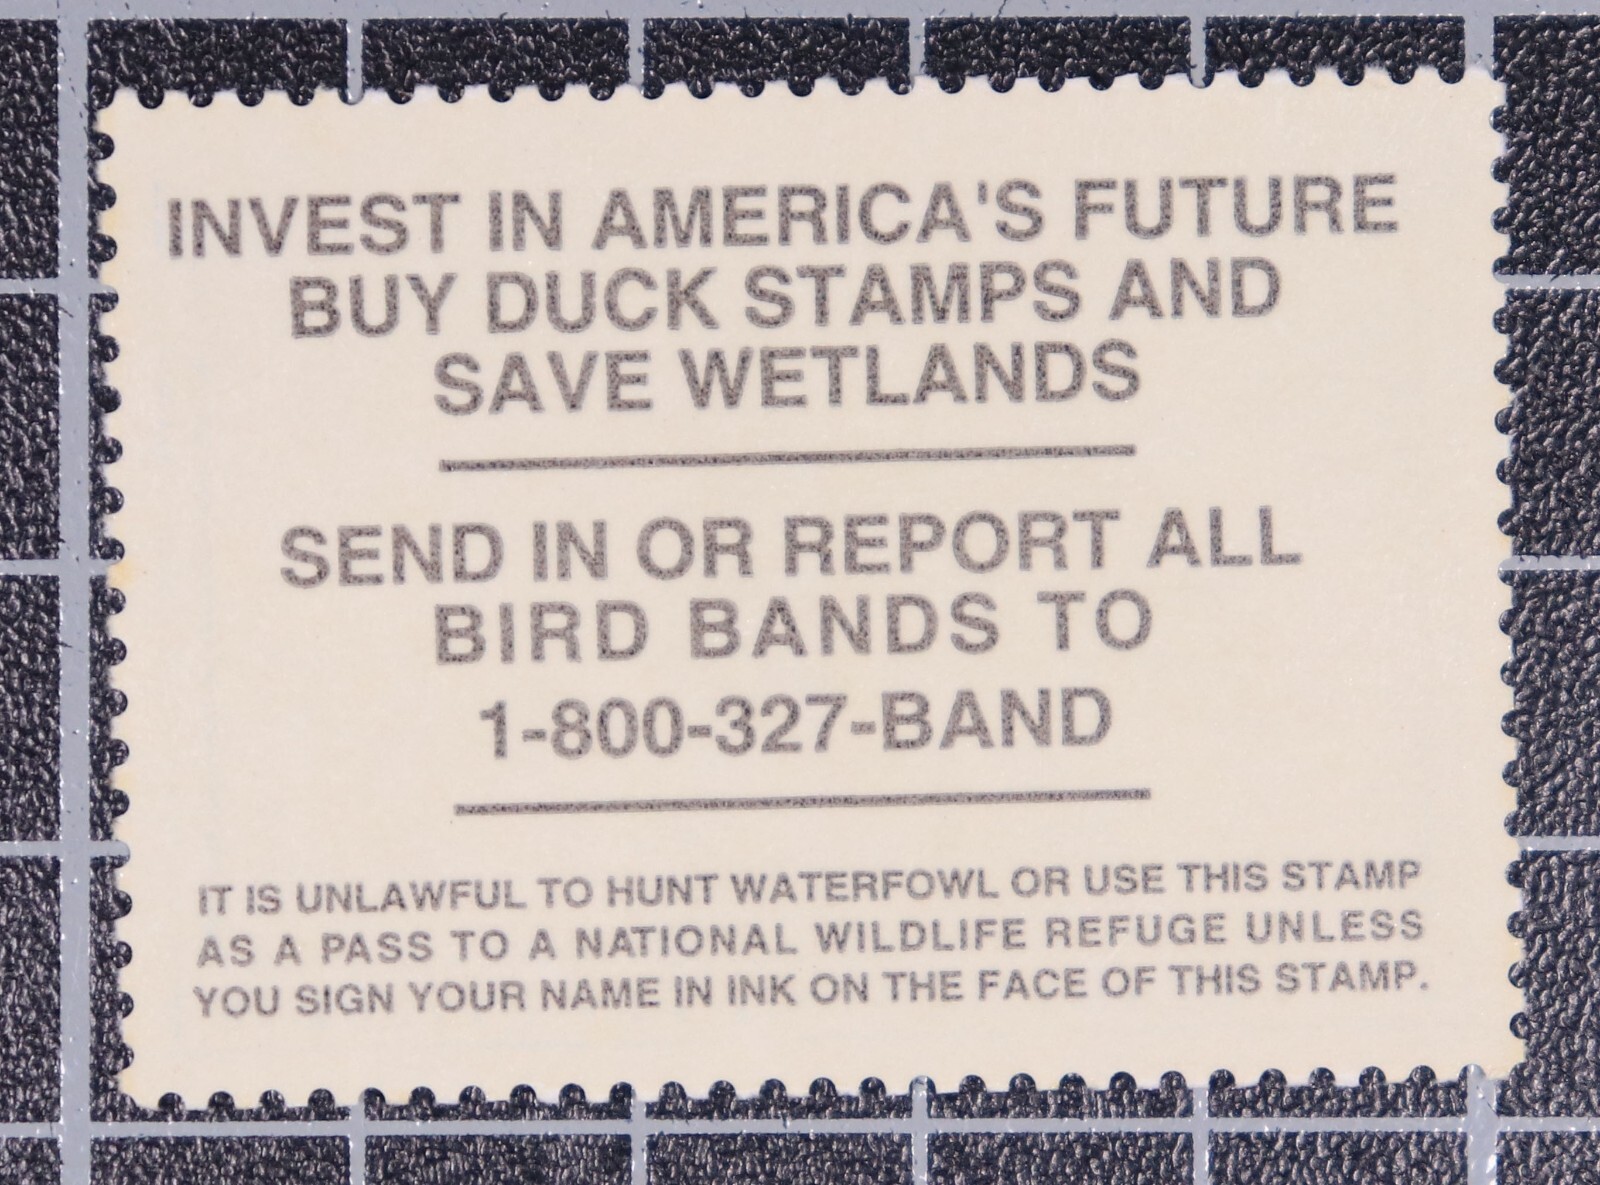 INVEST IN AMERICA'S FUTURE
BUY DUCK STAMPS AND
SAVE WETLANDS
SEND IN OR REPORT ALL
BIRD BANDS TO
1-800-327-BAND
IT IS UNLAWFUL TO HUNT WATERFOWL OR USE THIS STAMP
AS A PASS TO A NATIONAL WILDLIFE REFUGE UNLESS
YOU SIGN YOUR NAME IN INK ON THE FACE OF THIS STAMP.